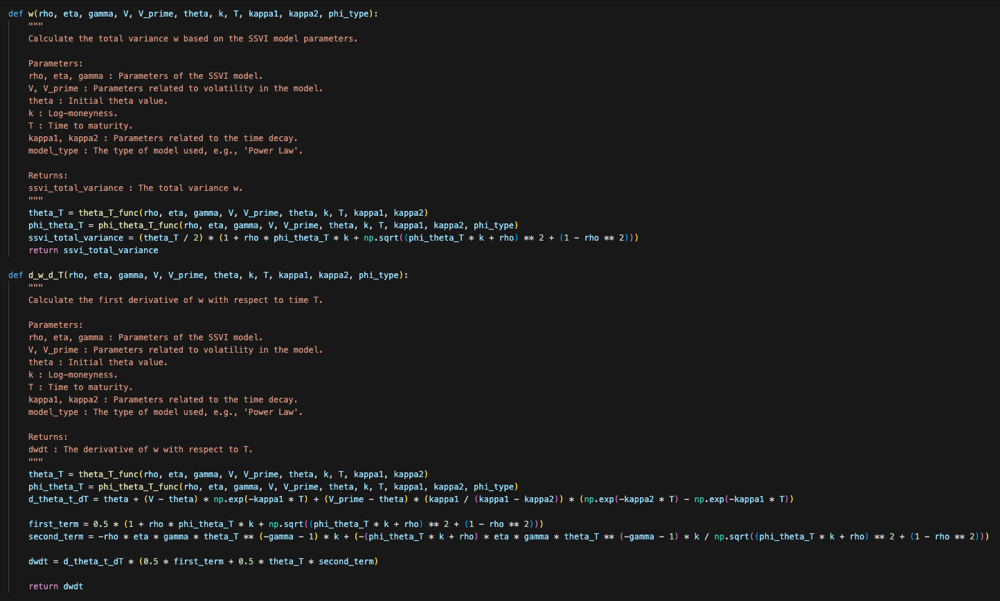 def w(rho, eta, gamma, V, V_prime, theta, k, T, kappa1, kappa2, phi_type):
"""
Calculate the total variance w based on the SSVI model parameters.
Parameters:
rho, eta, gamma : Parameters of the SSVI model.
V, V_prime : Parameters related to volatility in the model.
theta : Initial theta value.
k : Log-moneyness.
T : Time to maturity.
kappa1, kappa2 : Parameters related to the time decay.
model_type : The type of model used, e.g., 'Power Law'.
Returns:
ssvi_total_variance : The total variance w.
"""
theta_T = theta_T_func(rho, eta, gamma, V, V_prime, theta, k, T, kappa1, kappa2)
phi_theta_T = phi_theta_T_func(rho, eta, gamma, V, V_prime, theta, k, T, kappa1, kappa2, phi_type)
ssvi_total_variance = (theta_T / 2) * (1 + rho * phi_theta_T * k + np.sqrt((phi_theta_T * k + rho) ** 2 + (1 - rho ** 2)))
return ssvi_total_variance
def d_w_d_T(rho, eta, gamma, V, V_prime, theta, k, T, kappa1, kappa2, phi_type):
"""
Calculate the first derivative of w with respect to time T.
Parameters:
rho, eta, gamma : Parameters of the SSVI model.
V, V_prime : Parameters related to volatility in the model.
theta : Initial theta value.
k : Log-moneyness.
T : Time to maturity.
kappa1, kappa2 : Parameters related to the time decay.
model_type : The type of model used, e.g., 'Power Law'.
Returns:
dwdt : The derivative of w with respect to T.
"""
theta_T = theta_T_func(rho, eta, gamma, V, V_prime, theta, k, T, kappa1, kappa2)
phi_theta_T = phi_theta_T_func(rho, eta, gamma, V, V_prime, theta, k, T, kappa1, kappa2, phi_type)
d_theta_t_dT = theta + (V - theta) * np.exp(-kappa1 * T) + (V_prime - theta) * (kappa1 / (kappa1 - kappa2)) * (np.exp(-kappa2 * T) - np.exp(-kappa1 * T))
first_term = 0.5 * (1 + rho * phi_theta_T * k + np.sqrt((phi_theta_T * k + rho) ** 2 + (1 - rho ** 2)))
second_term = -rho * eta * gamma * theta_T ** (-gamma - 1) * k + (-(phi_theta_T * k + rho) * eta * gamma * theta_T ** (-gamma - 1) * k / np.sqrt((phi_theta_T * k + rho) ** 2 + (1 - rho ** 2)))
dwdt = d_theta_t_dT * (0.5 * first_term + 0.5 * theta_T * second_term)
return dwdt